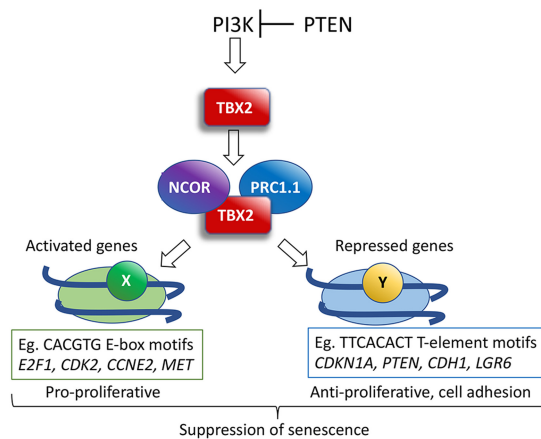 PI3K PTEN
TBX2
NCOR PRC1.1
TBX2
Activated genes
Repressed genes
X
Y
Eg. CACGTG E-box motifs
E2F1, CDK2, CCNE2, MET
Eg. TTCACACT T-element motifs
CDKN1A, PTEN, CDH1, LGR6
Pro-proliferative
Anti-proliferative, cell adhesion
Suppression of senescence